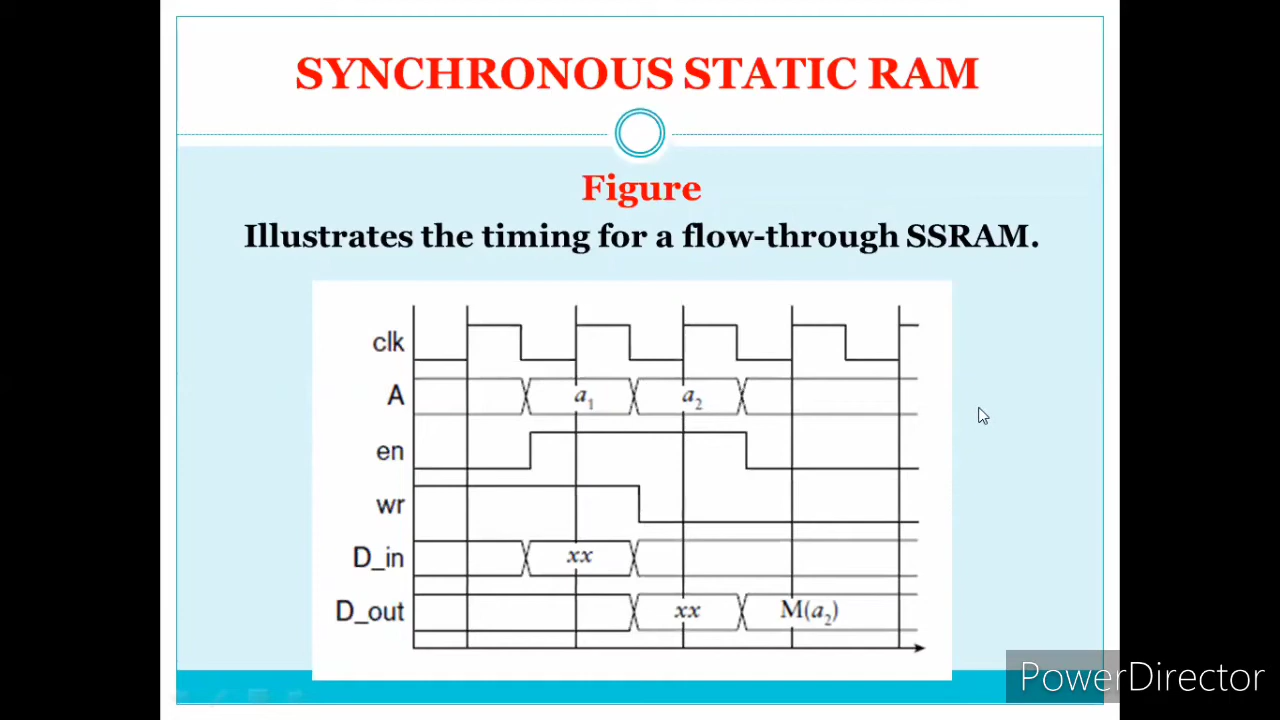 SYNCHRONOUS STATIC RAM
Figure
Illustrates the timing for a flow-through SSRAM.
clk
A a₁ a₂
en
wr
D_in xx
D_out xx M(a₂)
PowerDirector